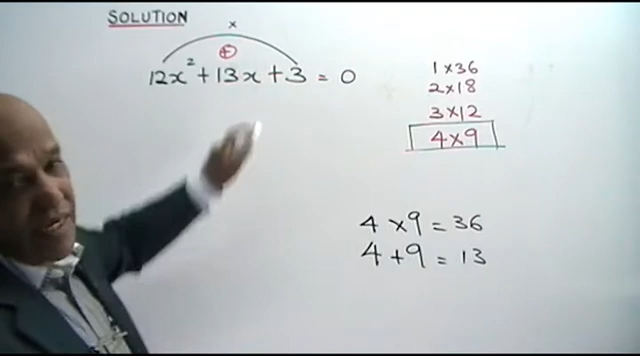 SOLUTION
x
+
12x² + 13x + 3 = 0
1 x 36
2 x 18
3 x 12
4 x 9
4 x 9 = 36
4 + 9 = 13